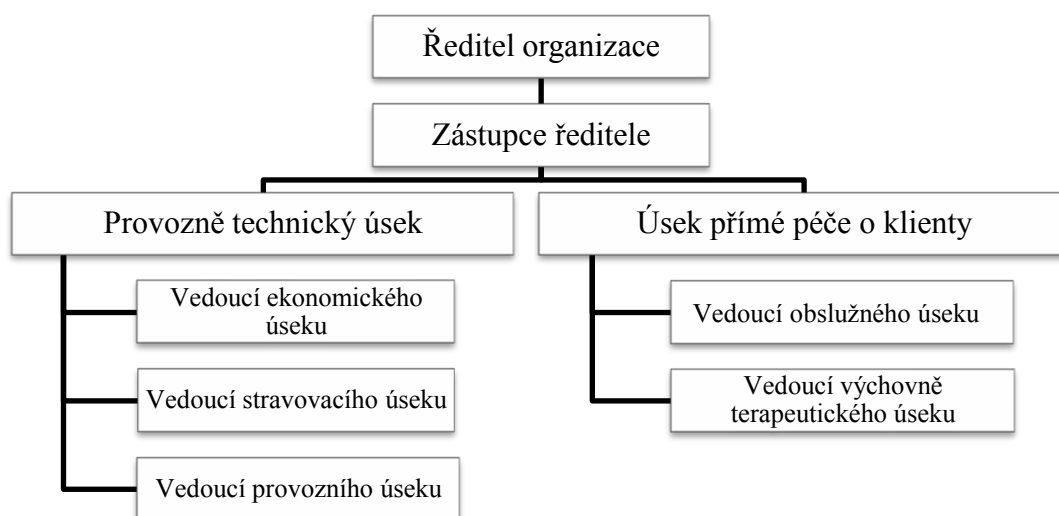 Ředitel organizace
Zástupce ředitele
Provozně technický úsek
Úsek přímé péče o klienty
Vedoucí ekonomického
úseku
Vedoucí stravovacího úseku
Vedoucí provozního úseku
Vedoucí obslužného úseku
Vedoucí výchovně
terapeutického úseku